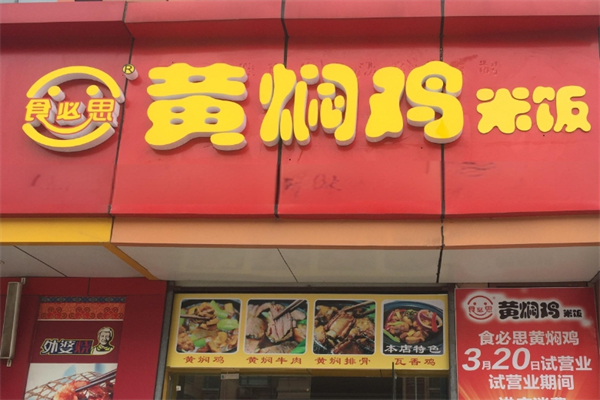 食必思® 黄焖鸡 米饭
黄焖鸡 黄焖牛肉 黄焖排骨 瓦香鸡
本店特色
外婆
食必思
黄焖鸡 米饭
食必思黄焖鸡
3月20日试营业
试营业期间